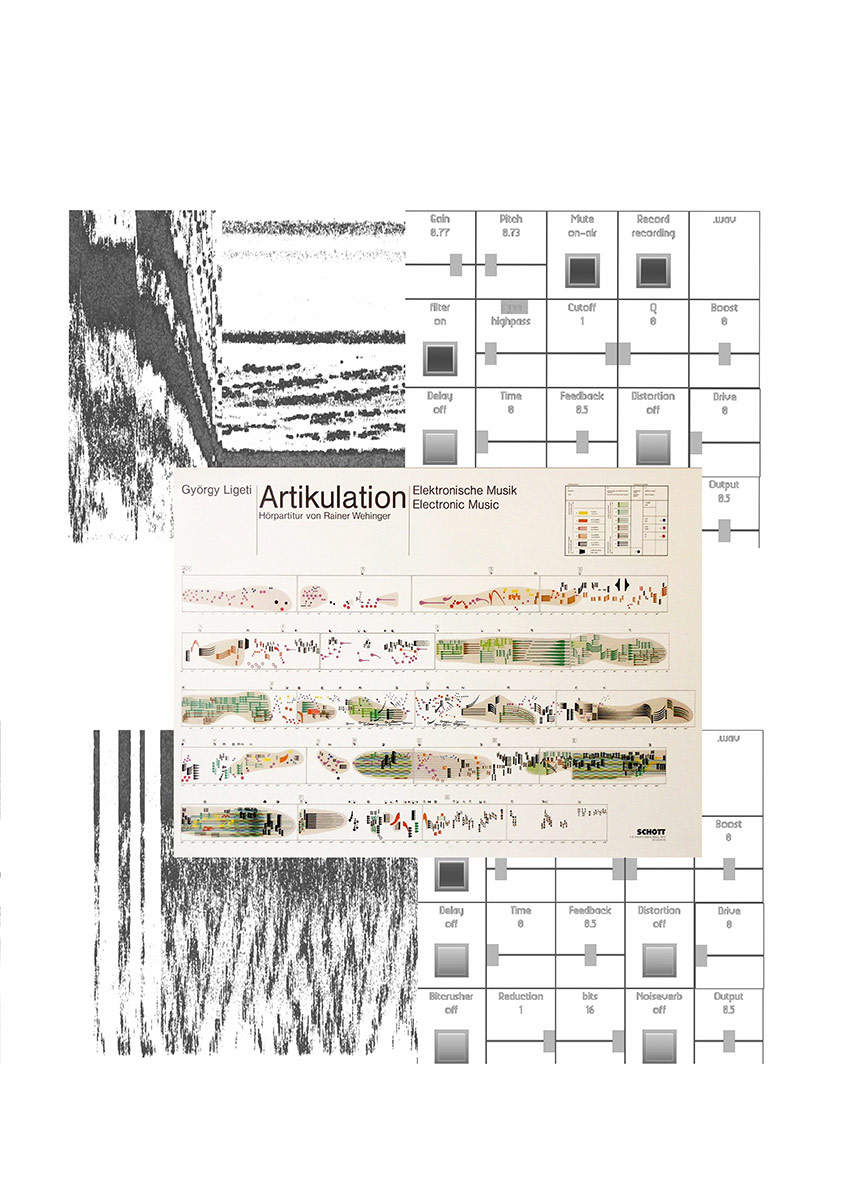 Gain
0.77
Pitch
0.73
Mute
on-air
Record
recording
.wav
filter
on
highpass
Cutoff
1
Q
0
Boost
0
Delay
off
Time
0
Feedback
0.5
Distortion
off
Drive
0
Output
0.5
György Ligeti
Artikulation
Hörpartitur von Rainer Wehinger
Elektronische Musik
Electronic Music
SCHOTT
.wav
Boost
0
Delay
off
Time
0
Feedback
0.5
Distortion
off
Drive
0
Bitcrusher
off
Reduction
1
bits
16
Noiseverb
off
Output
0.5